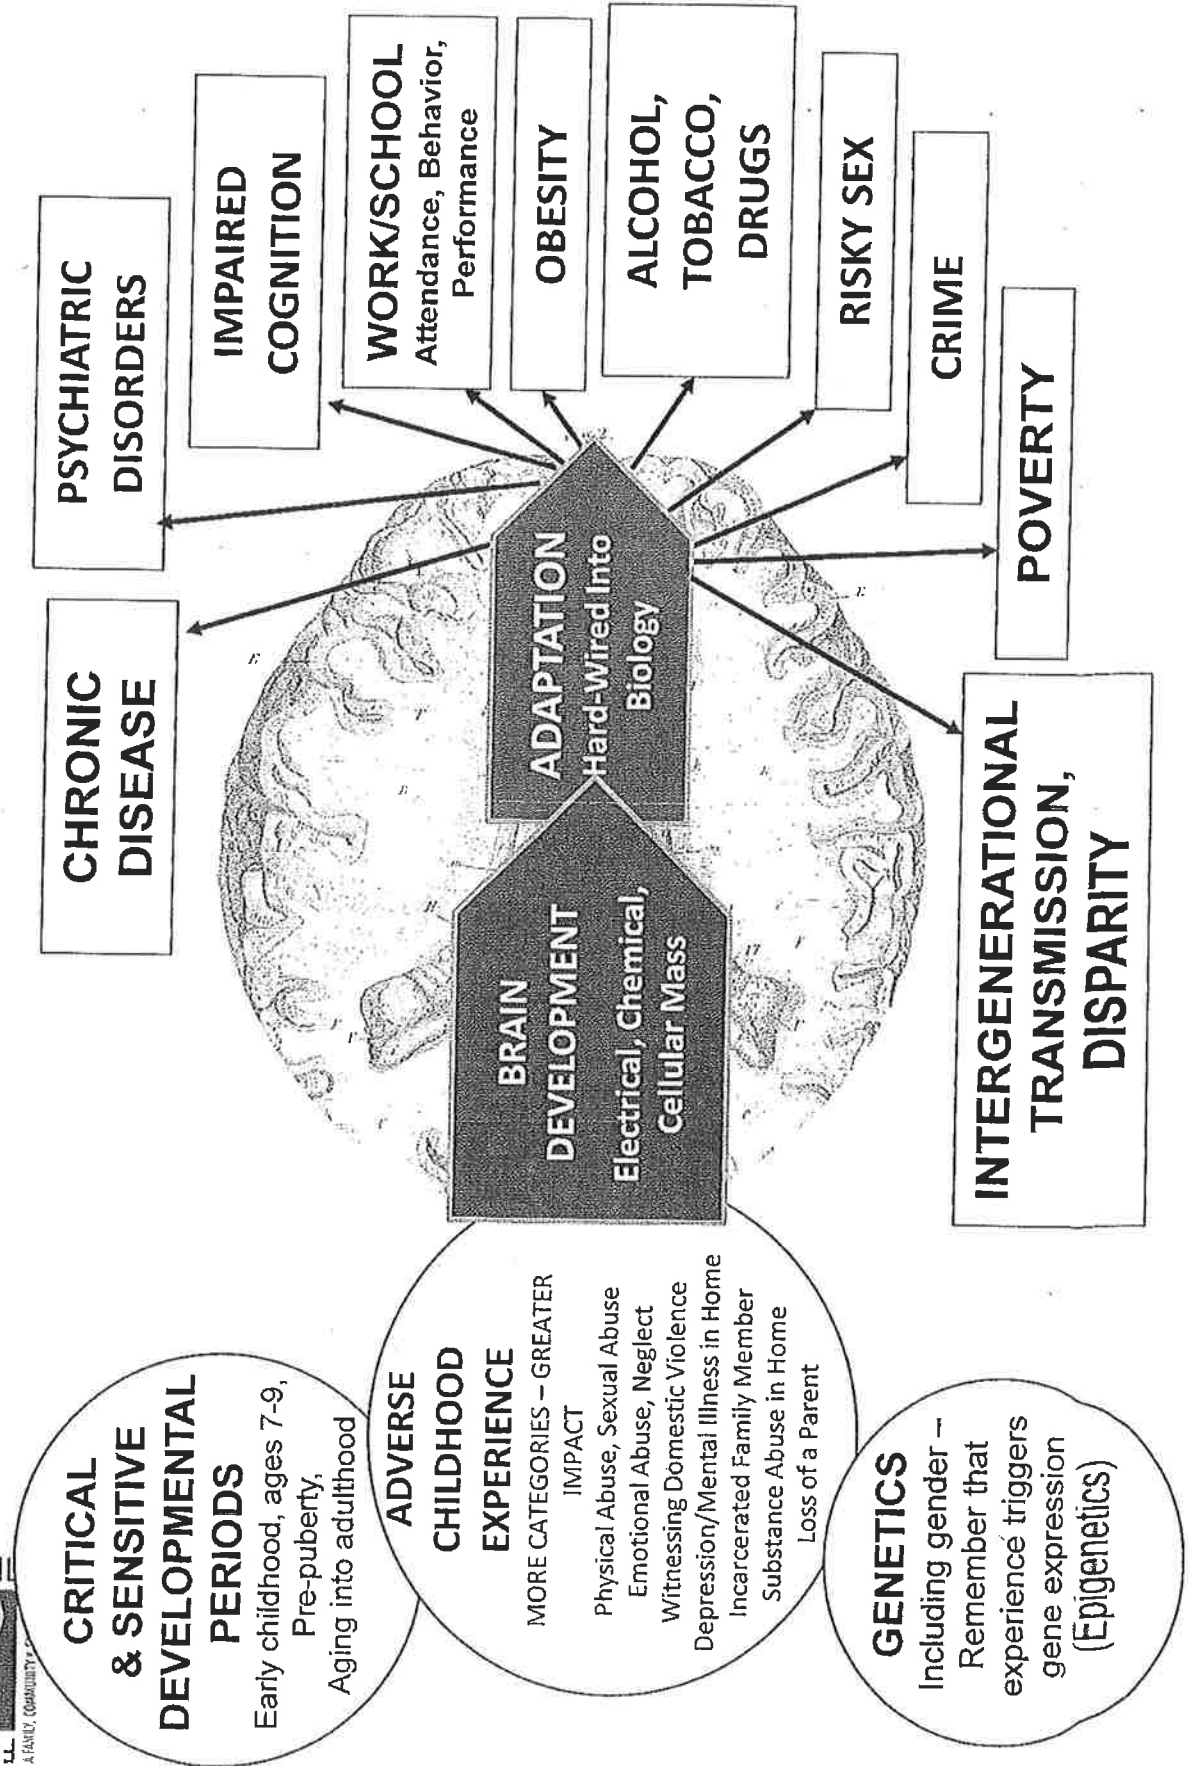 A FAMILY, COMMUNITY
CRITICAL
& SENSITIVE
DEVELOPMENTAL
PERIODS
Early childhood, ages 7-9,
Pre-puberty,
Aging into adulthood
ADVERSE
CHILDHOOD
EXPERIENCE
MORE CATEGORIES – GREATER
IMPACT
Physical Abuse, Sexual Abuse
Emotional Abuse, Neglect
Witnessing Domestic Violence
Depression/Mental Illness in Home
Incarcerated Family Member
Substance Abuse in Home
Loss of a Parent
GENETICS
Including gender –
Remember that
experience triggers
gene expression
(Epigenetics)
BRAIN
DEVELOPMENT
Electrical, Chemical,
Cellular Mass
ADAPTATION
Hard-Wired Into
Biology
CHRONIC
DISEASE
PSYCHIATRIC
DISORDERS
IMPAIRED
COGNITION
WORK/SCHOOL
Attendance, Behavior,
Performance
OBESITY
ALCOHOL,
TOBACCO,
DRUGS
RISKY SEX
CRIME
POVERTY
INTERGENERATIONAL
TRANSMISSION,
DISPARITY